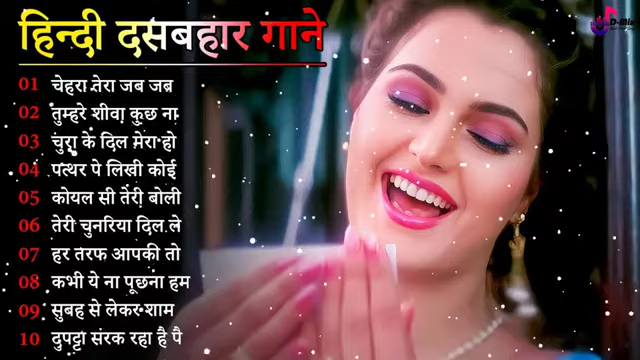 हिन्दी दसबहार गाने
D-Mix
01 चेहरा तेरा जब जब
02 तुम्हरे शीवा कुछ ना
03 चुरा के दिल मेरा हो
04 पत्थर पे लिखी कोई
05 कोयल सी तेरी बोली
06 तेरी चुनरिया दिल ले
07 हर तरफ आपकी तो
08 कभी ये ना पूछना हम
09 सुबह से लेकर शाम
10 दुपट्टा सरक रहा है पै